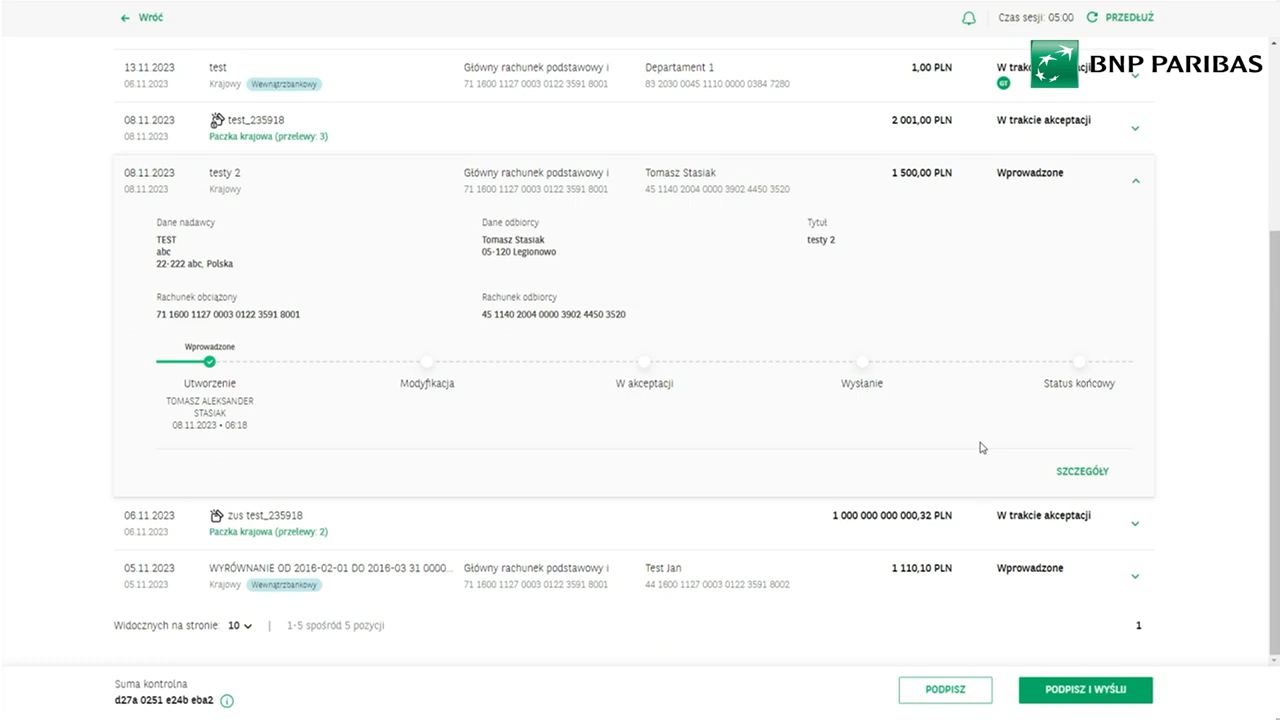 Wróć
Czas sesji: 05:00 PRZEDŁUŻ
BNP PARIBAS
13.11.2023 test Główny rachunek podstawowy i Departament 1 1,00 PLN W
06.11.2023 Krajowy Wewnątrzbankowy 71 1600 1127 0003 0122 3591 8001 83 2030 0045 1110 0000 0384 7280 GT
08.11.2023 test_235918 2 001,00 PLN W trakcie akceptacji
08.11.2023 Paczka krajowa (przelewy: 3)
08.11.2023 testy 2 Główny rachunek podstawowy i Tomasz Stasiak 1 500,00 PLN Wprowadzone
08.11.2023 Krajowy 71 1600 1127 0003 0122 3591 8001 45 1140 2004 0000 3902 4450 3520
Dane nadawcy Dane odbiorcy Tytuł
TEST Tomasz Stasiak testy 2
abc 05-120 Legionowo
22-222 abc, Polska
Rachunek obciążony Rachunek odbiorcy
71 1600 1127 0003 0122 3591 8001 45 1140 2004 0000 3902 4450 3520
Wprowadzone
Utworzenie Modyfikacja W akceptacji Wysłanie Status końcowy
TOMASZ ALEKSANDER
STASIAK
08.11.2023 • 06:18
SZCZEGÓŁY
06.11.2023 zus test_235918 1 000 000 000 000,32 PLN W trakcie akceptacji
06.11.2023 Paczka krajowa (przelewy: 2)
05.11.2023 WYRÓWNANIE OD 2016-02-01 DO 2016-03 31 0000... Główny rachunek podstawowy i Test Jan 1 110,10 PLN Wprowadzone
05.11.2023 Krajowy Wewnątrzbankowy 71 1600 1127 0003 0122 3591 8001 44 1600 1127 0003 0122 3591 8002
Widocznych na stronie: 10 | 1-5 spośród 5 pozycji 1
Suma kontrolna
d27a 0251 e24b eba2
PODPISZ PODPISZ I WYŚLIJ